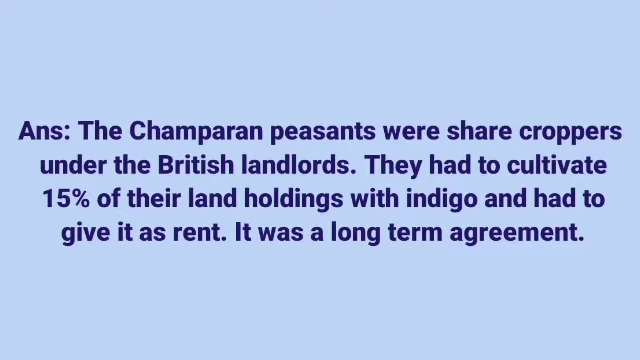 Ans: The Champaran peasants were share croppers
under the British landlords. They had to cultivate
15% of their land holdings with indigo and had to
give it as rent. It was a long term agreement.